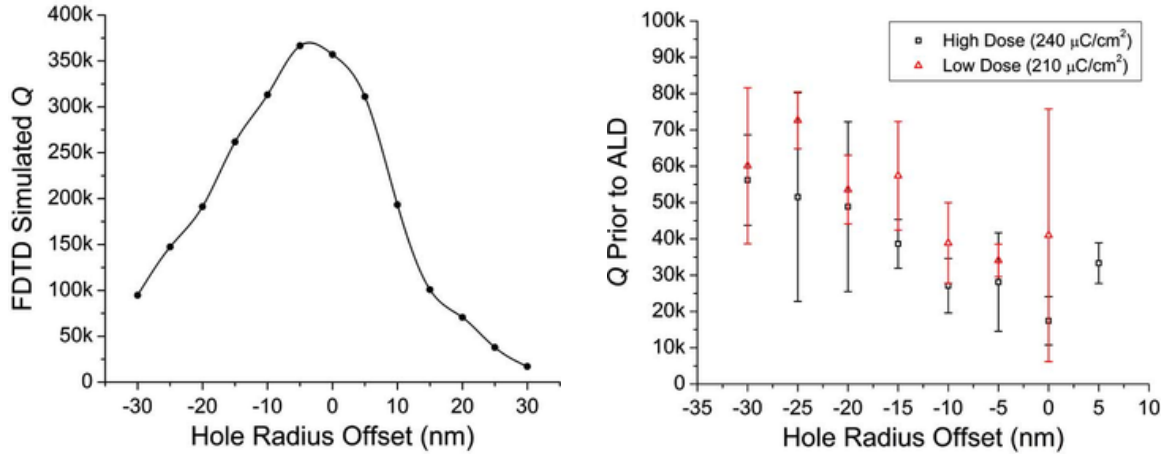 400k
350k
300k
250k
200k
150k
100k
50k
0
FDTD Simulated Q
-30 -20 -10 0 10 20 30
Hole Radius Offset (nm)
100k
90k
80k
70k
60k
50k
40k
30k
20k
10k
0
Q Prior to ALD
High Dose (240 μC/cm²)
Low Dose (210 μC/cm²)
-35 -30 -25 -20 -15 -10 -5 0 5 10
Hole Radius Offset (nm)